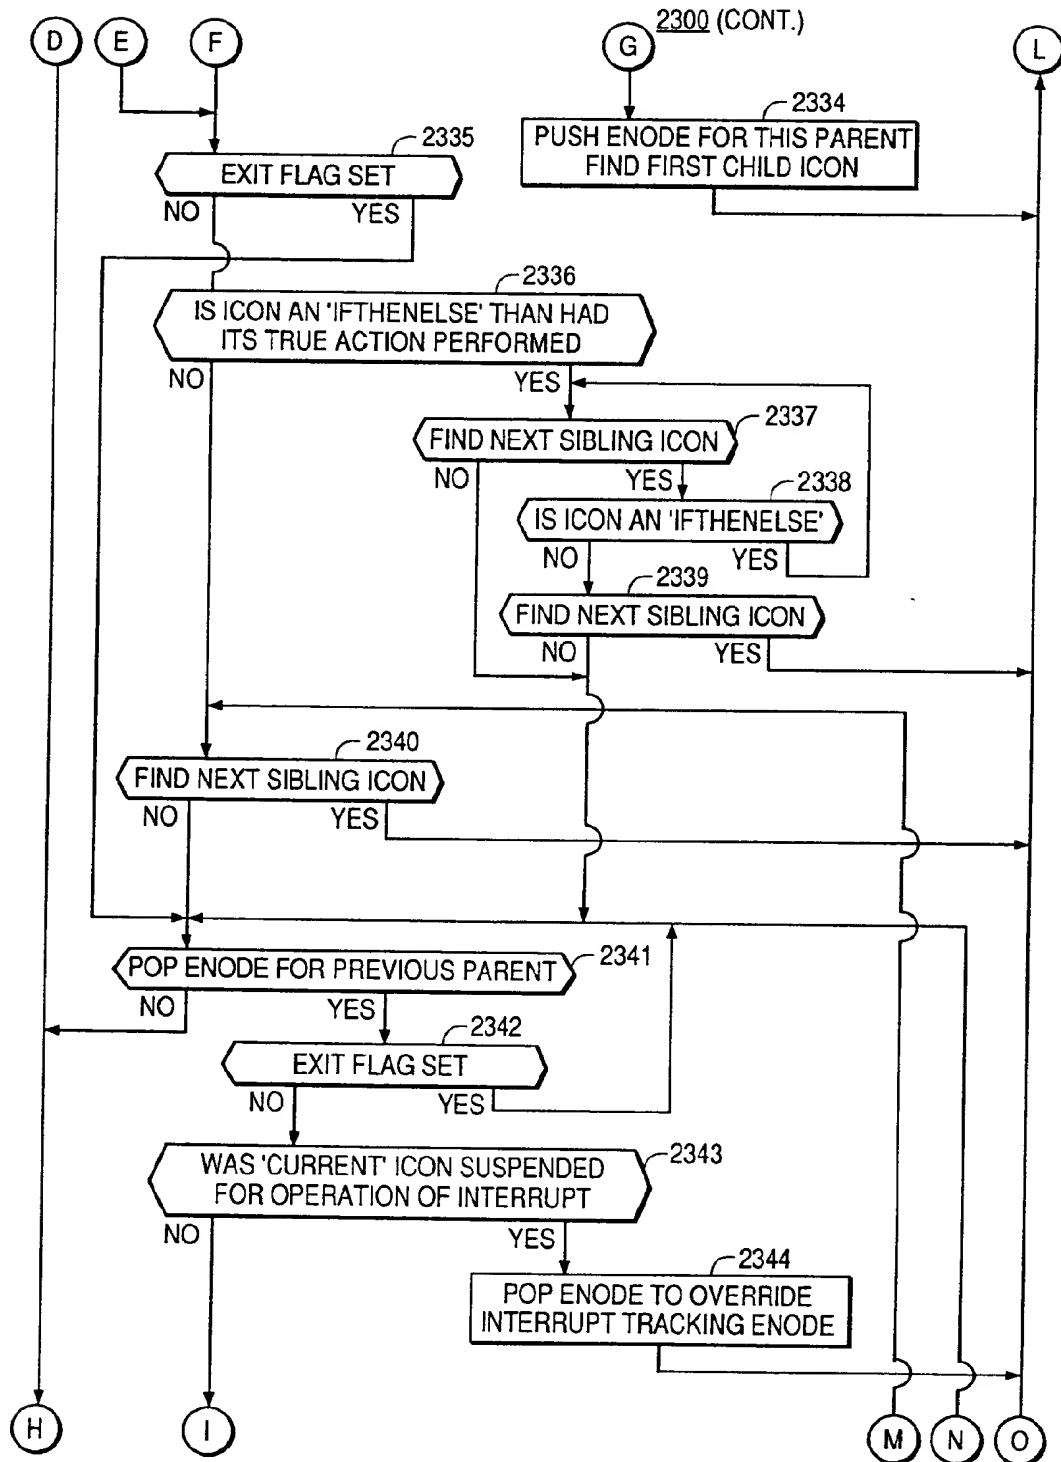 2300 (CONT.)
D
E
F
G
L
2334
PUSH ENODE FOR THIS PARENT
FIND FIRST CHILD ICON
2335
EXIT FLAG SET
NO
YES
2336
IS ICON AN 'IFTHENELSE' THAN HAD
ITS TRUE ACTION PERFORMED
NO
YES
2337
FIND NEXT SIBLING ICON
NO
YES
2338
IS ICON AN 'IFTHENELSE'
NO
YES
2339
FIND NEXT SIBLING ICON
NO
YES
2340
FIND NEXT SIBLING ICON
NO
YES
2341
POP ENODE FOR PREVIOUS PARENT
NO
YES
2342
EXIT FLAG SET
NO
YES
2343
WAS 'CURRENT' ICON SUSPENDED
FOR OPERATION OF INTERRUPT
NO
YES
2344
POP ENODE TO OVERRIDE
INTERRUPT TRACKING ENODE
H
I
M
N
O